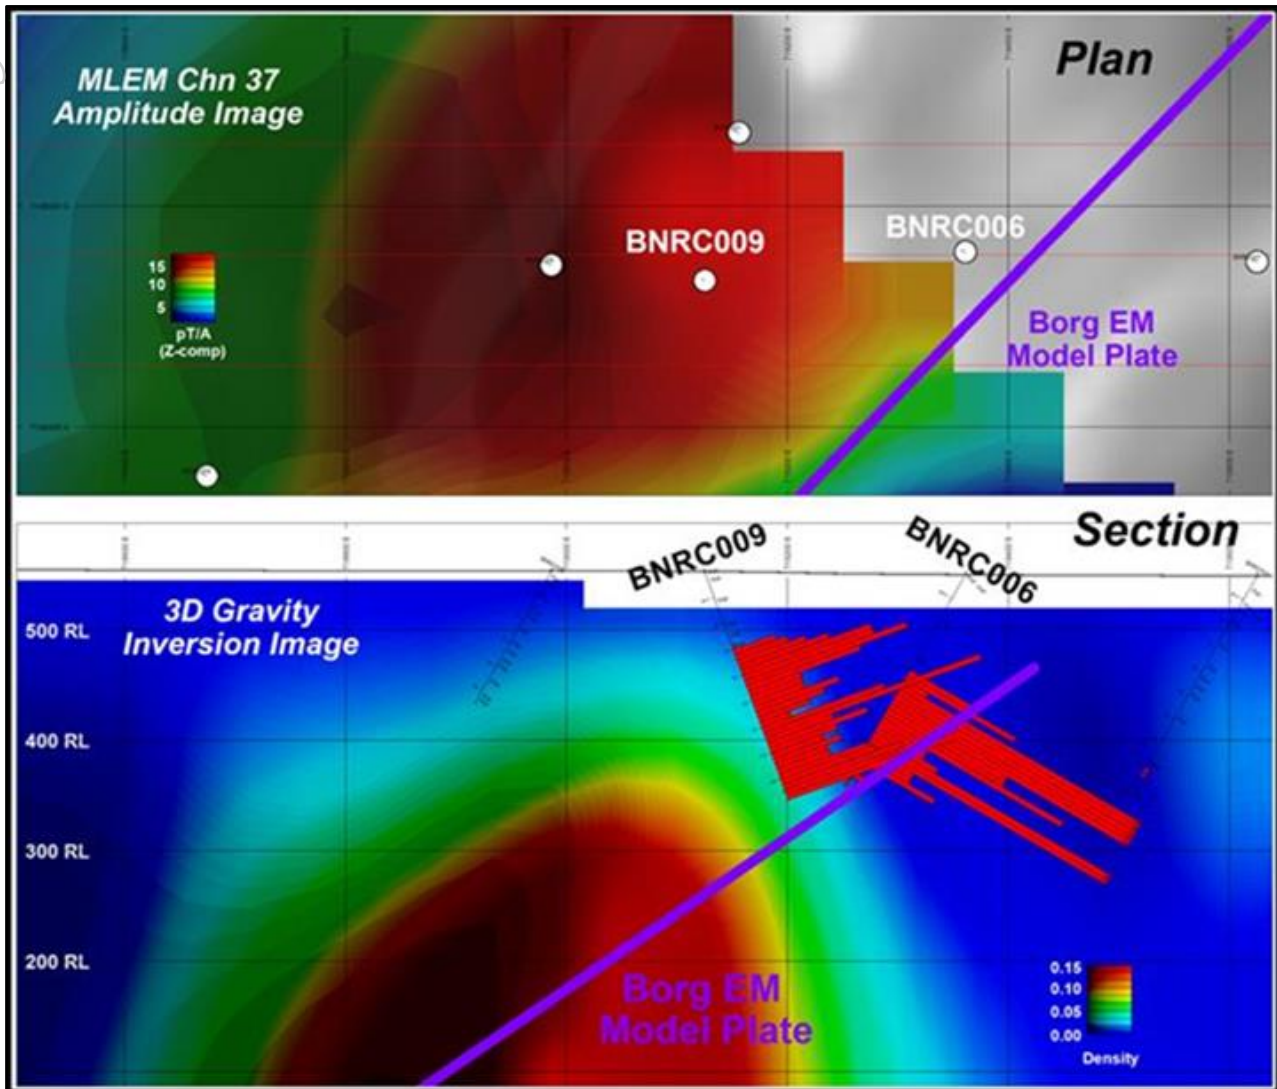 MLEM Chn 37
Amplitude Image
Plan
BNRC009
BNRC006
15
10
5
pT/A
(Z-comp)
Borg EM
Model Plate
Section
BNRC009
BNRC006
3D Gravity
Inversion Image
500 RL
400 RL
300 RL
200 RL
Borg EM
Model Plate
0.15
0.10
0.05
0.00
Density